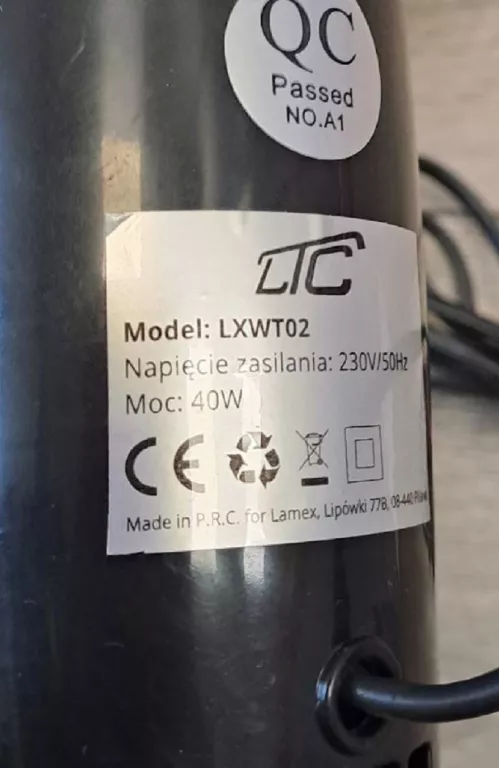 QC
Passed
NO.A1
LTC
Model: LXWT02
Napięcie zasilania: 230V/50Hz
Moc: 40W
CE
Made in P.R.C. for Lamex, Lipówki 77B, 08-440